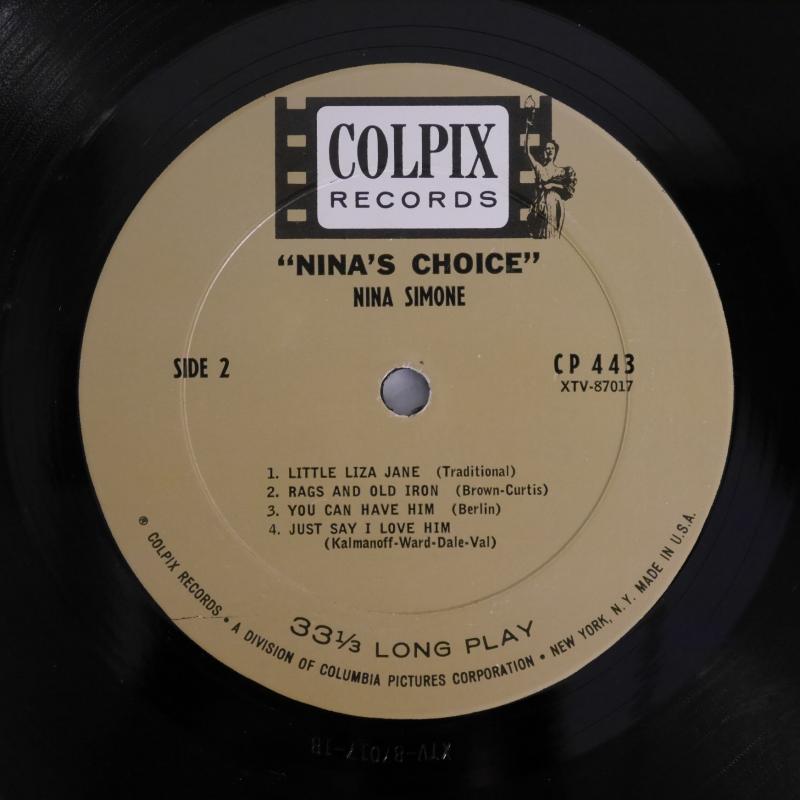 COLPIX
RECORDS
"NINA'S CHOICE"
NINA SIMONE
SIDE 2
CP 443
XTV-87017
1. LITTLE LIZA JANE (Traditional)
2. RAGS AND OLD IRON (Brown-Curtis)
3. YOU CAN HAVE HIM (Berlin)
4. JUST SAY I LOVE HIM
(Kalmanoff-Ward-Dale-Val)
33⅓ LONG PLAY
® COLPIX RECORDS • A DIVISION OF COLUMBIA PICTURES CORPORATION • NEW YORK, N.Y. MADE IN U.S.A.
XTV-87017-1B